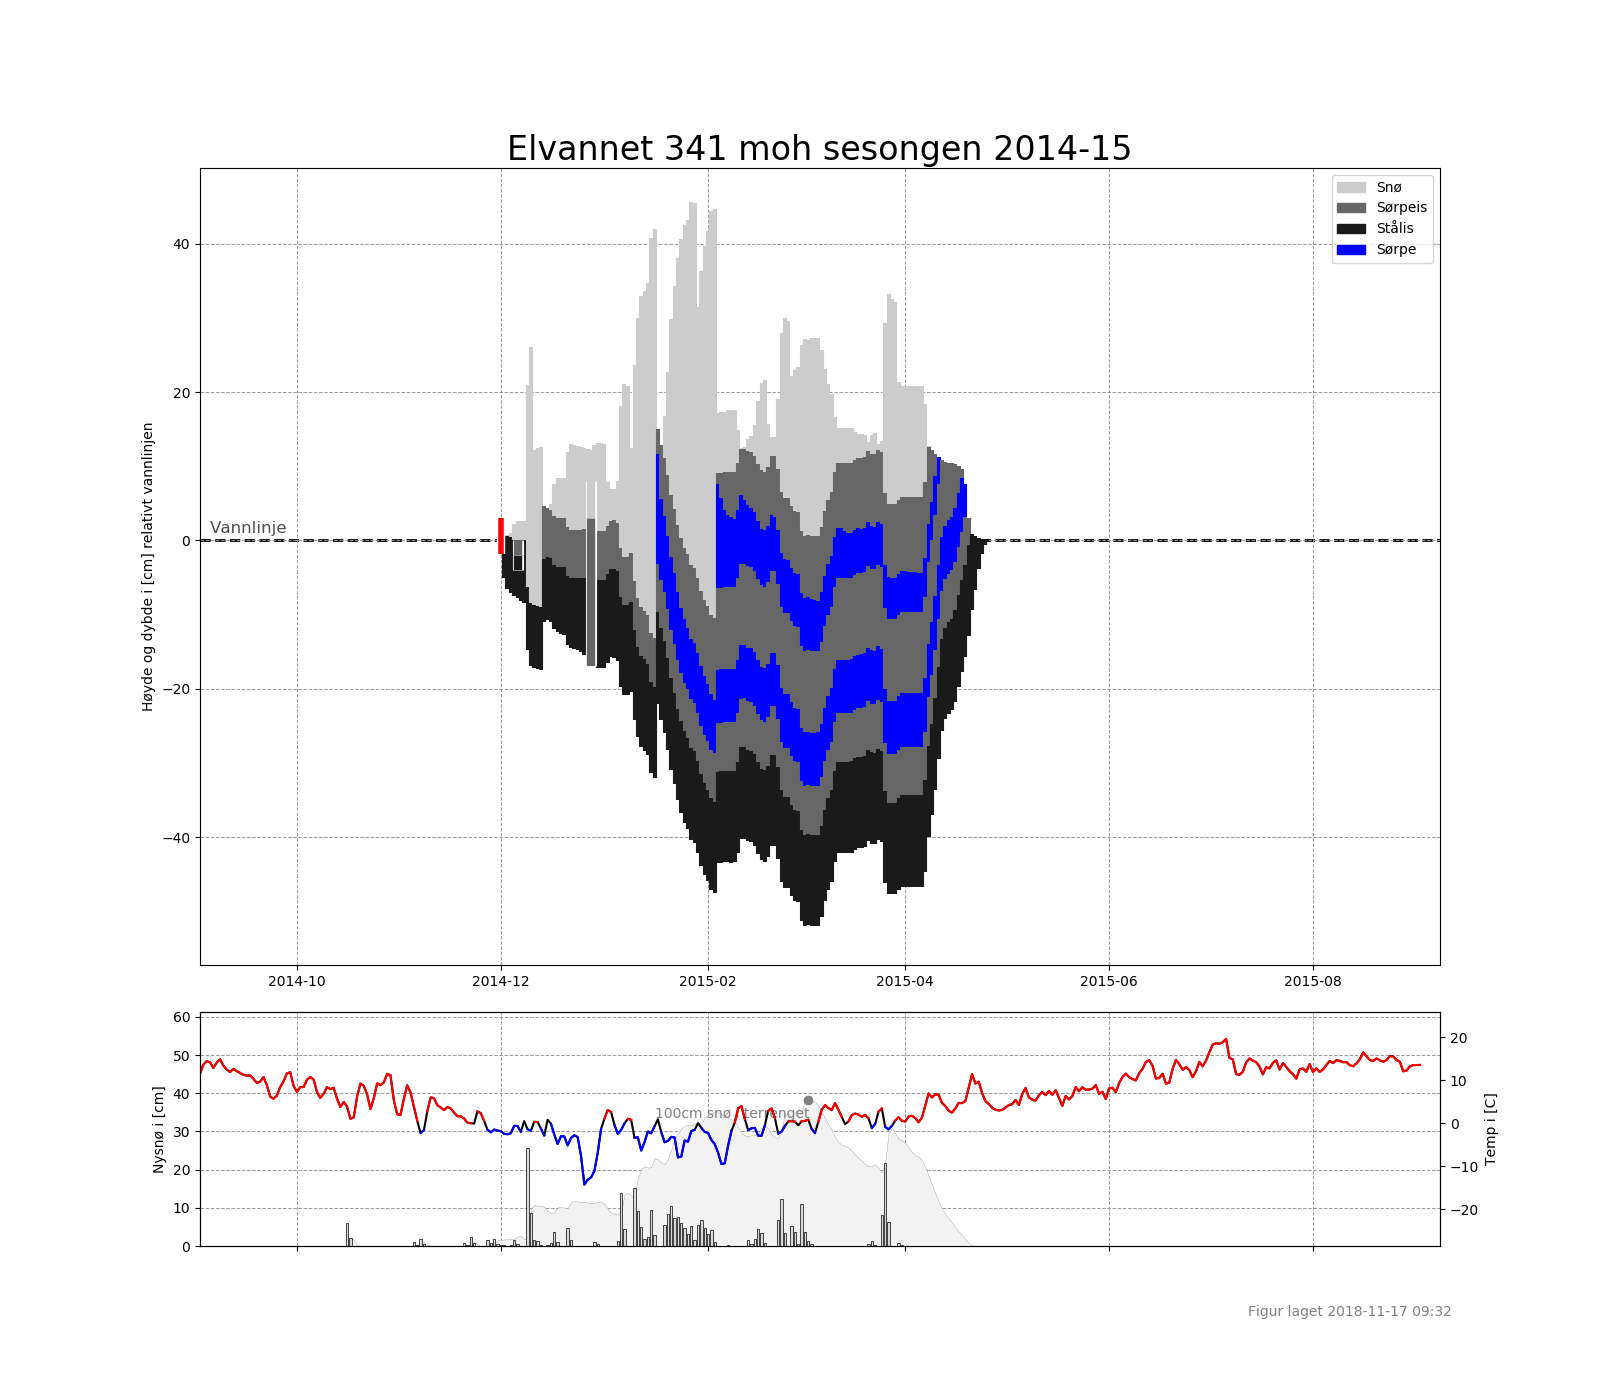 Elvannet 341 moh sesongen 2014-15
Høyde og dybde i [cm] relativt vannlinjen
40
20
0
−20
−40
Vannlinje
Snø
Sørpeis
Stålis
Sørpe
2014-10
2014-12
2015-02
2015-04
2015-06
2015-08
Nysnø i [cm]
60
50
40
30
20
10
0
100cm snø i terrenget
20
10
0
−10
−20
Temp i [C]
Figur laget 2018-11-17 09:32